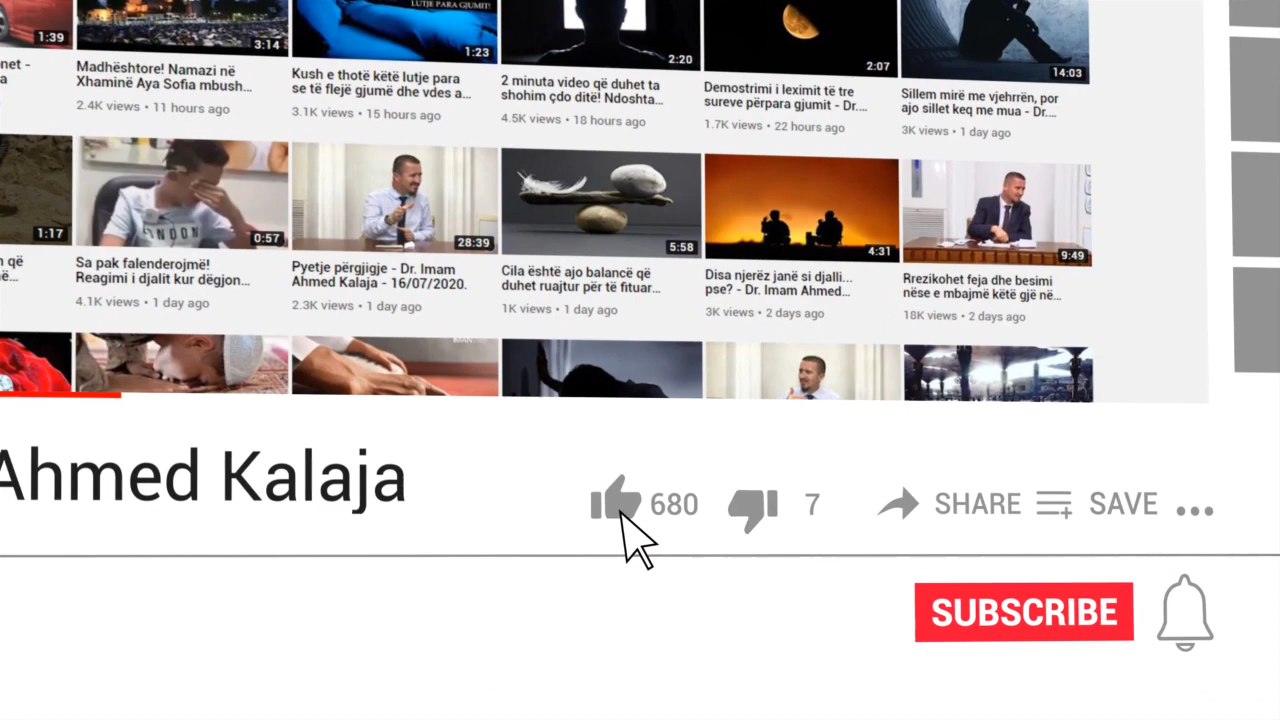 LUTJE PARA GJUMIT!
1:39
3:14
1:23
2:20
2:07
14:03
net -
a
Madhështore! Namazi në
Xhaminë Aya Sofia mbush...
2.4K views • 11 hours ago
Kush e thotë këtë lutje para
se të flejë gjumë dhe vdes a...
3.1K views • 15 hours ago
2 minuta video që duhet ta
shohim çdo ditë! Ndoshta...
4.5K views • 18 hours ago
Demostrimi i leximit të tre
sureve përpara gjumit - Dr....
1.7K views • 22 hours ago
Sillem mirë me vjehrrën, por
ajo sillet keq me mua - Dr....
3K views • 1 day ago
LONDON
1:17
0:57
28:39
5:58
4:31
9:49
n që
ë...
Sa pak falenderojmë!
Reagimi i djalit kur dëgjon...
4.1K views • 1 day ago
Pyetje përgjigje - Dr. Imam
Ahmed Kalaja - 16/07/2020.
2.3K views • 1 day ago
Cila është ajo balancë që
duhet ruajtur për të fituar...
1K views • 1 day ago
Disa njerëz janë si djalli...
pse? - Dr. Imam Ahmed...
3K views • 2 days ago
Rrezikohet feja dhe besimi
nëse e mbajmë këtë gjë në...
18K views • 2 days ago
Ahmed Kalaja
680
7
SHARE
SAVE
SUBSCRIBE